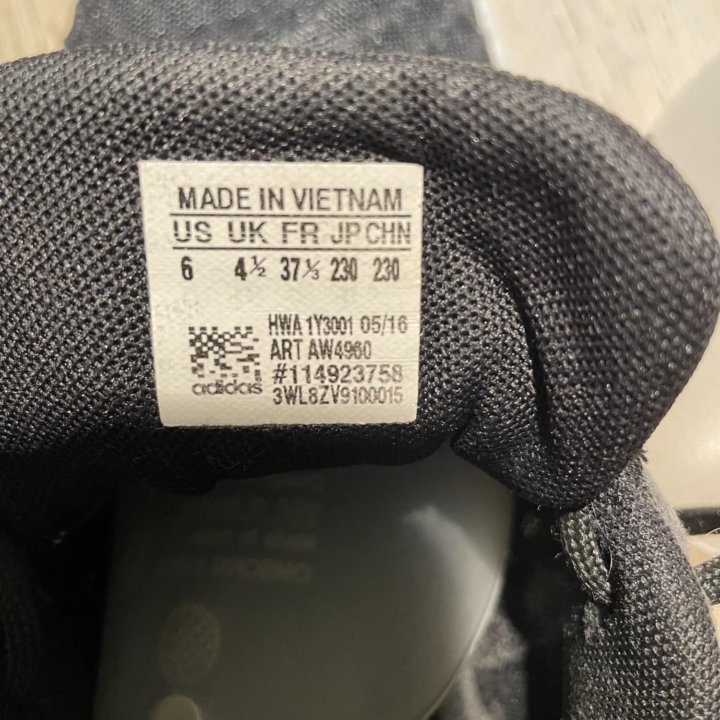 MADE IN VIETNAM
US UK FR JP CHN
6 4½ 37⅓ 230 230
HWA 1Y3001 05/16
ART AW4960
#114923758
adidas 3WL8ZV9100015